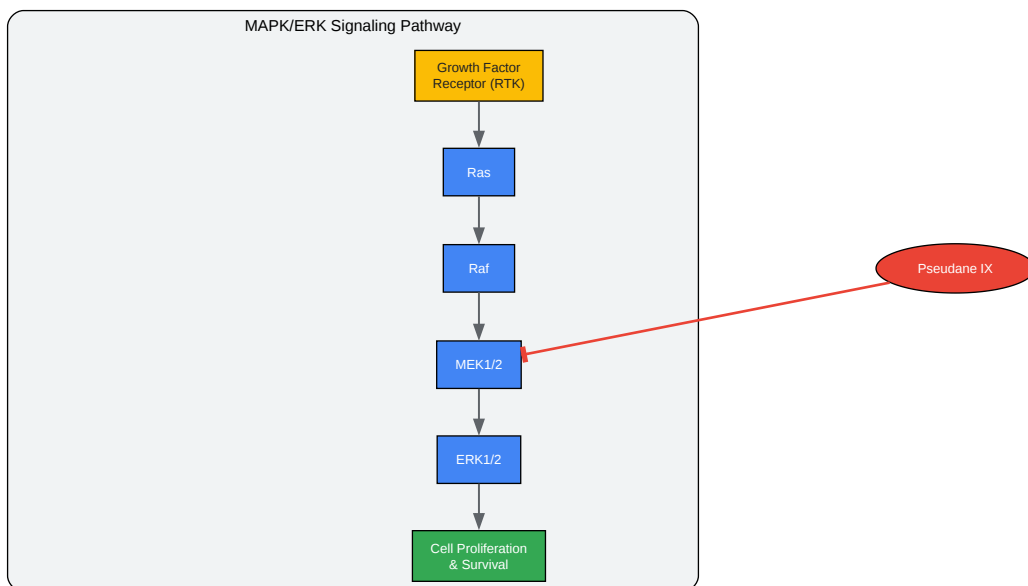 MAPK/ERK Signaling Pathway
Growth Factor
Receptor (RTK)
Ras
Raf
Pseudane IX
MEK1/2
ERK1/2
Cell Proliferation
& Survival